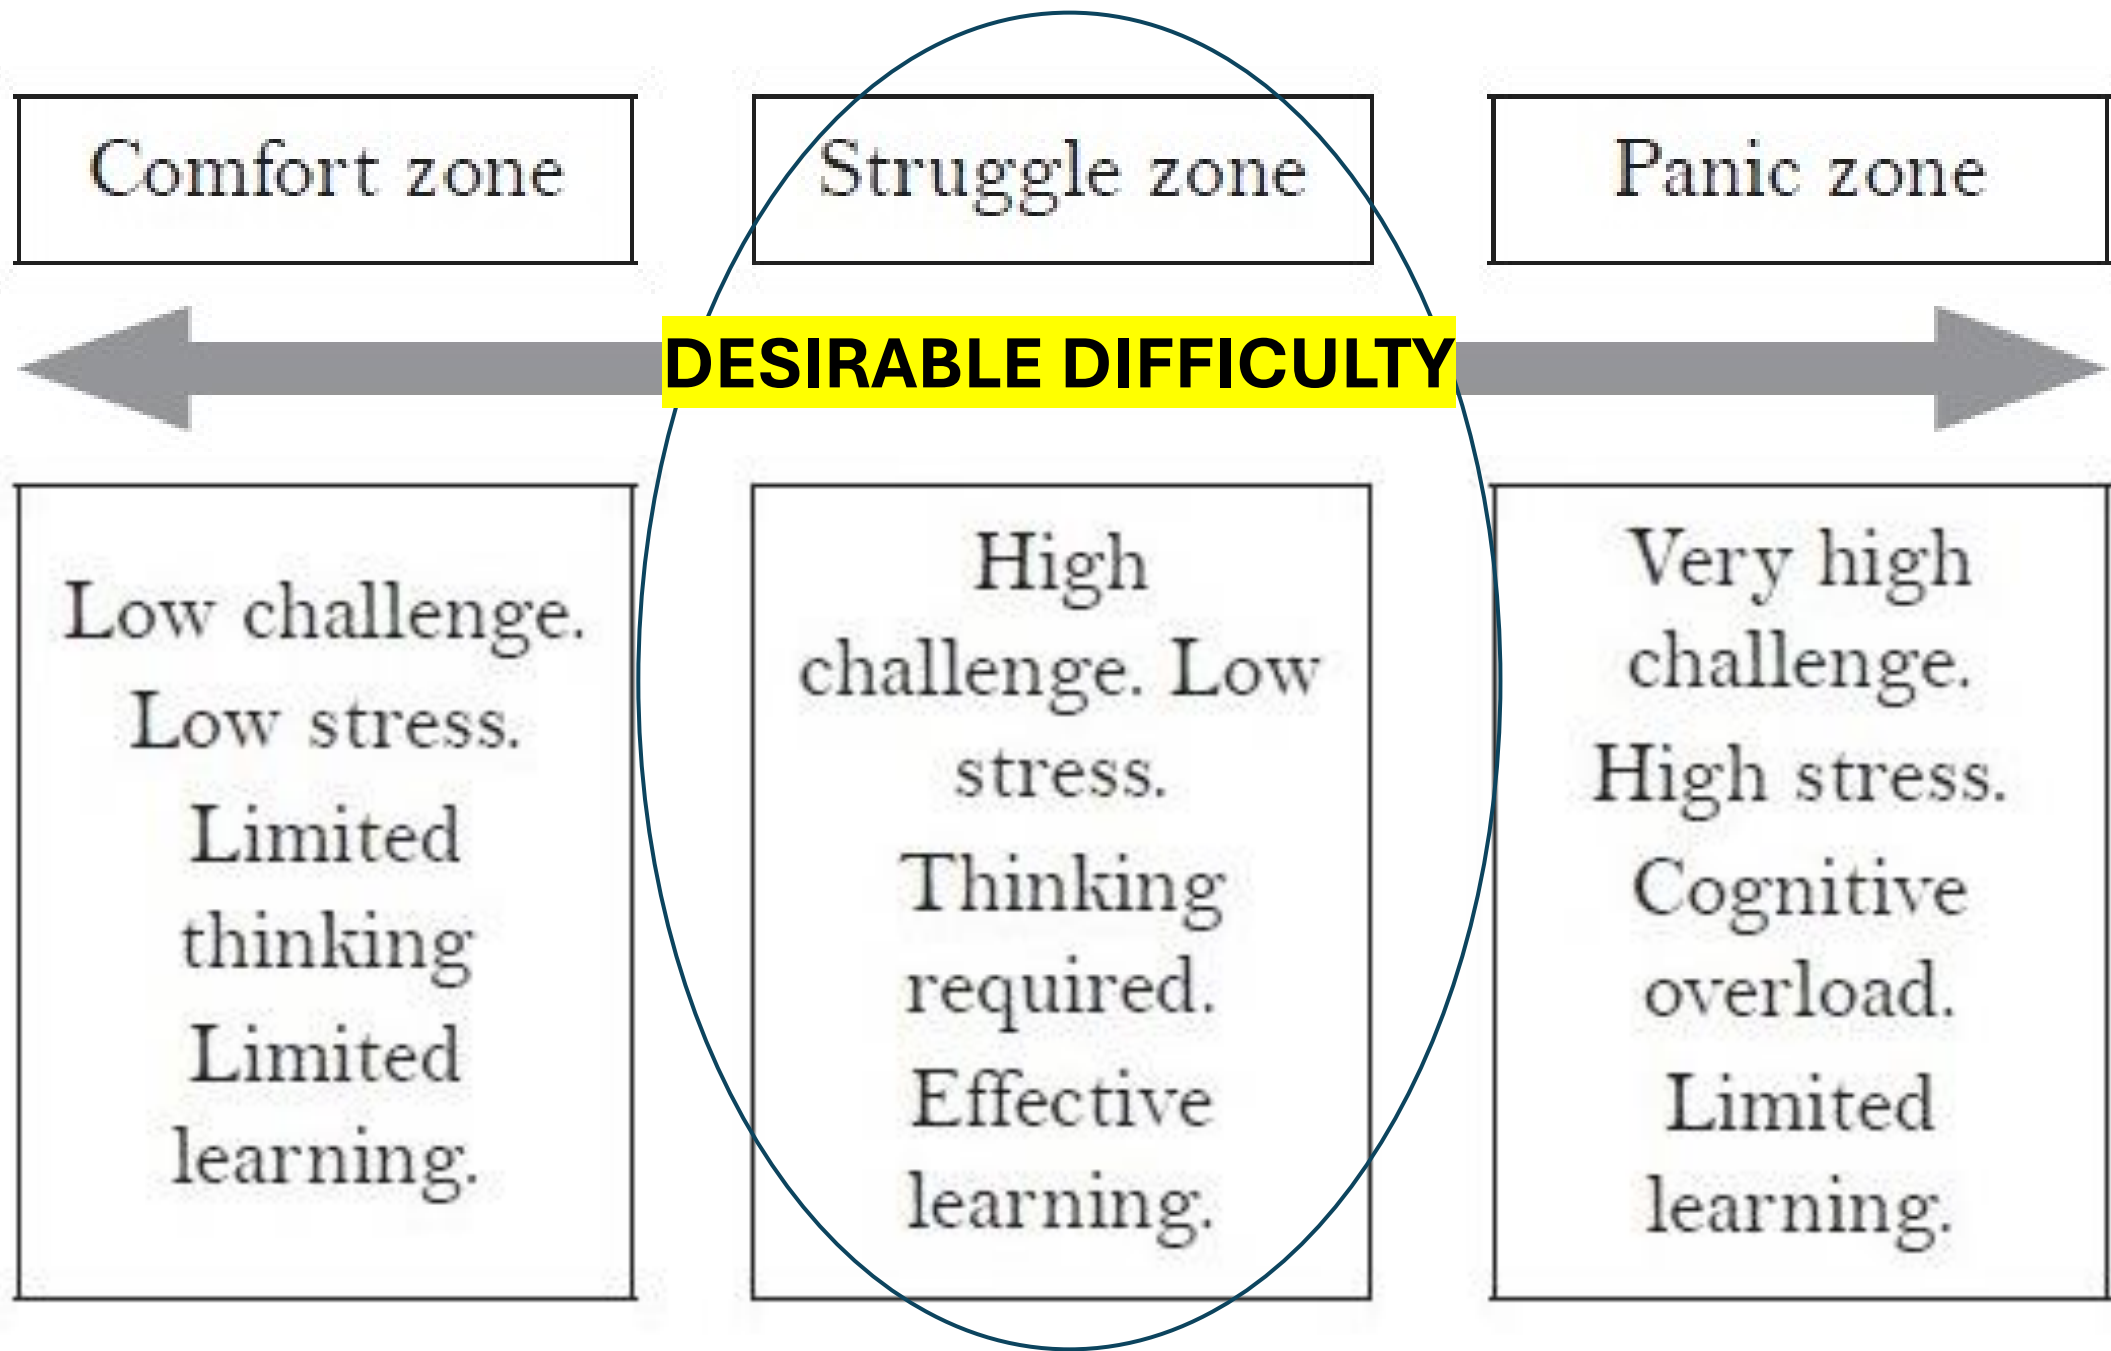 Comfort zone
Struggle zone
Panic zone
DESIRABLE DIFFICULTY
Low challenge.
Low stress.
Limited
thinking
Limited
learning.
High
challenge. Low
stress.
Thinking
required.
Effective
learning.
Very high
challenge.
High stress.
Cognitive
overload.
Limited
learning.